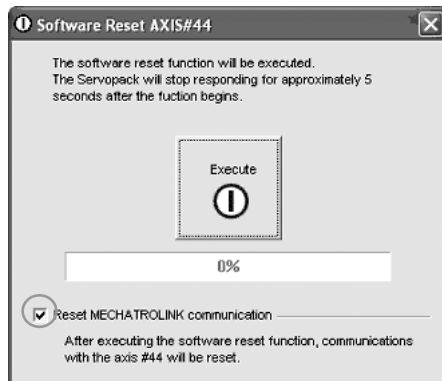 Software Reset AXIS#44
The software reset function will be executed.
The Servopack will stop responding for approximately 5
seconds after the fuction begins.
Execute
0%
Reset MECHATROLINK communication
After executing the software reset function, communications
with the axis #44 will be reset.